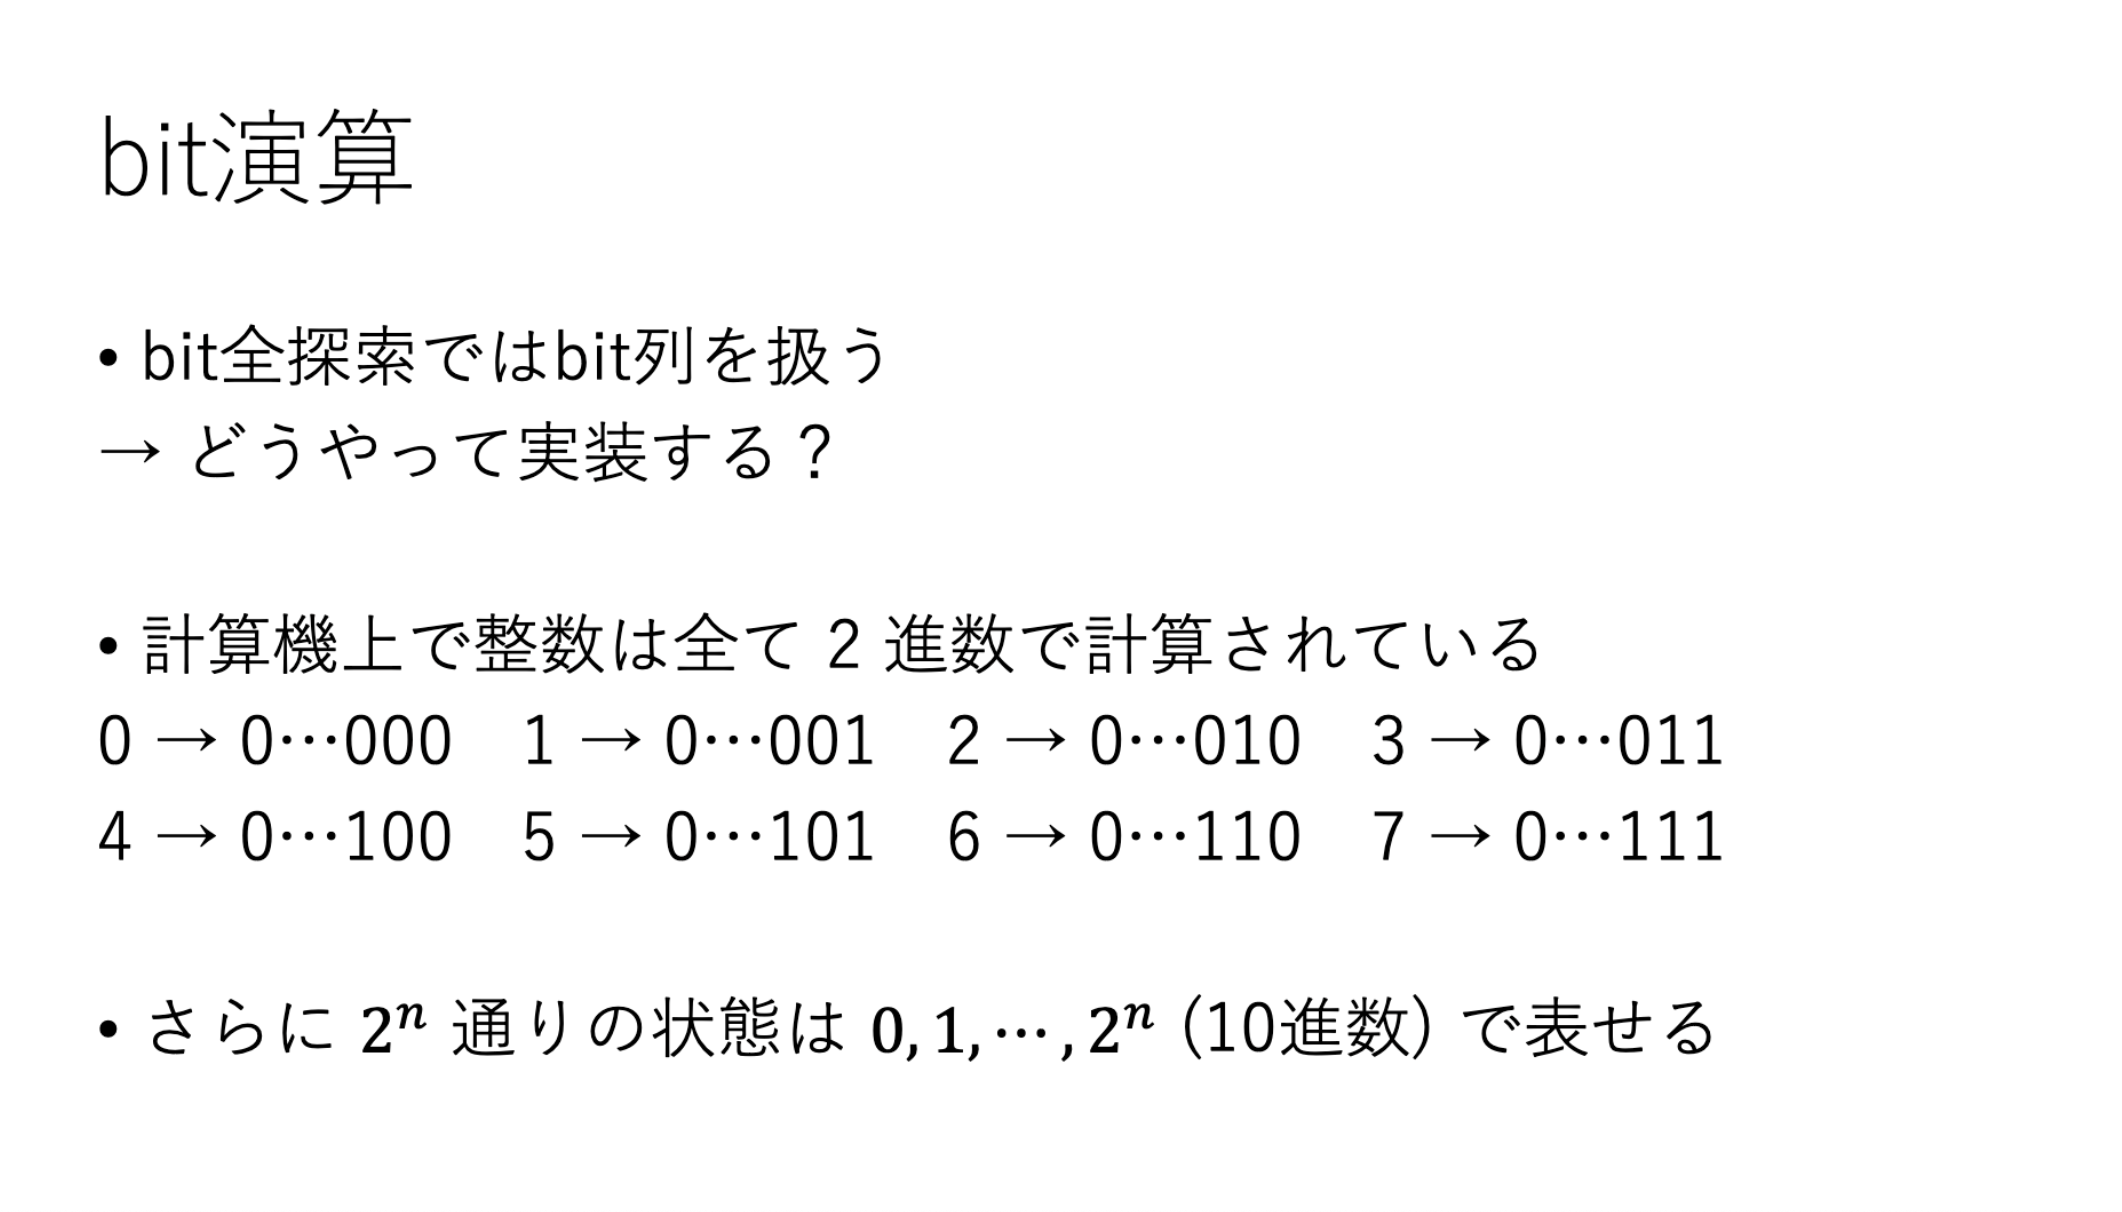 bit演算
• bit全探索ではbit列を扱う
→ どうやって実装する？
• 計算機上で整数は全て 2 進数で計算されている
0 → 0⋯000　1 → 0⋯001　2 → 0⋯010　3 → 0⋯011
4 → 0⋯100　5 → 0⋯101　6 → 0⋯110　7 → 0⋯111
• さらに 2ⁿ 通りの状態は 0, 1, ⋯ , 2ⁿ (10進数) で表せる